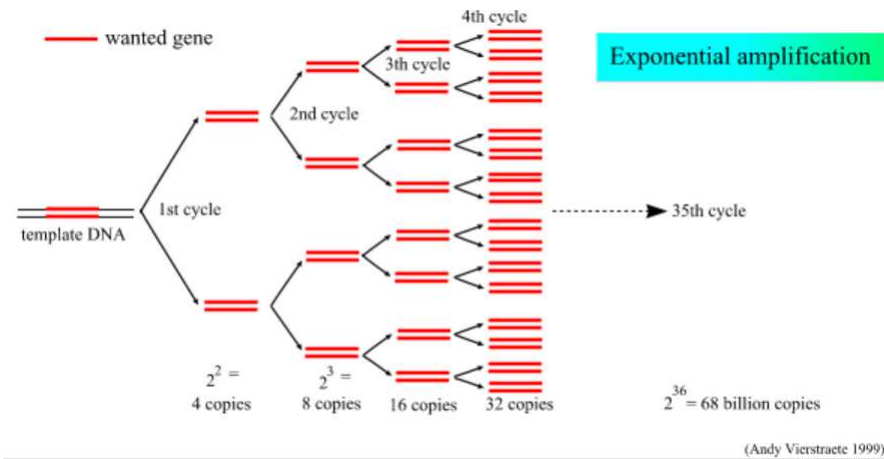 4th cycle
wanted gene
Exponential amplification
3th cycle
2nd cycle
1st cycle
35th cycle
template DNA
2^2 =
4 copies
2^3 =
8 copies
16 copies
32 copies
2^36 = 68 billion copies
(Andy Vierstraete 1999)